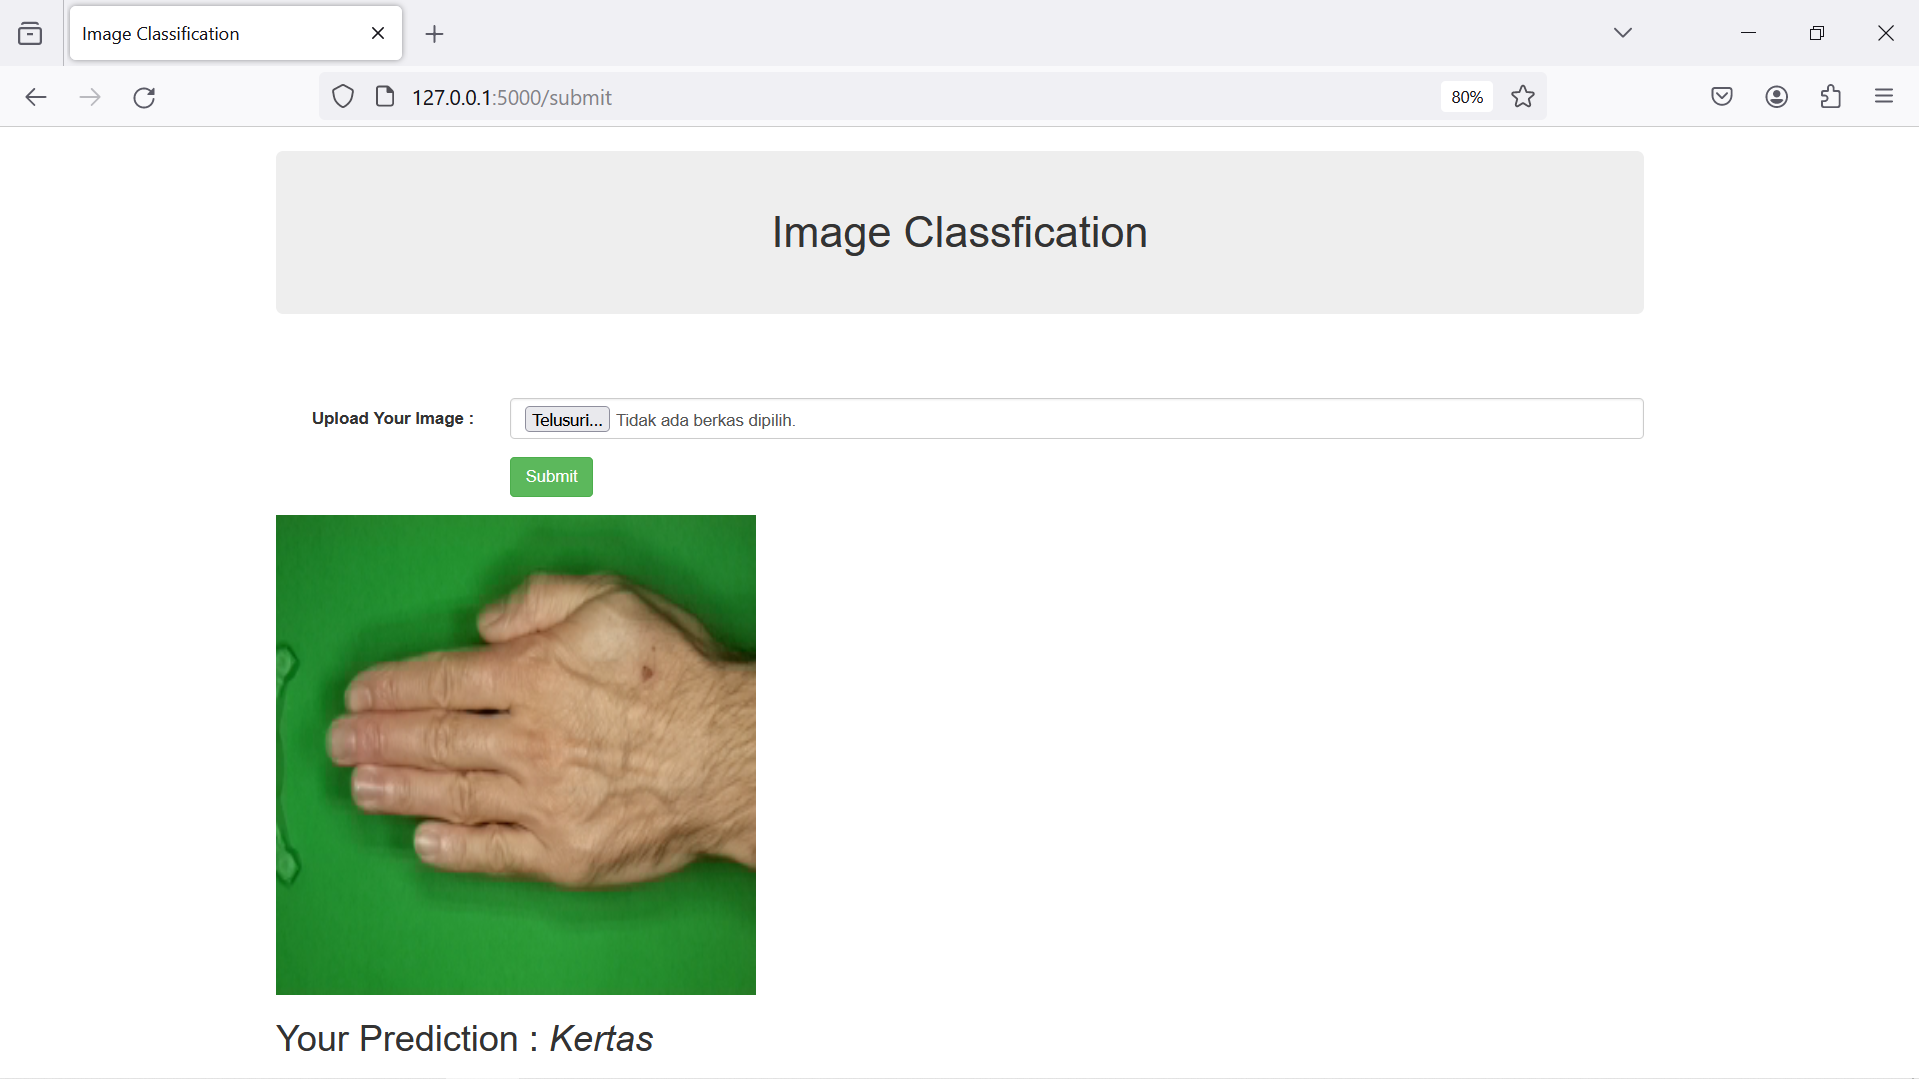 Image Classification
127.0.0.1:5000/submit
80%
Image Classfication
Upload Your Image :
Telusuri... Tidak ada berkas dipilih.
Submit
Your Prediction : Kertas